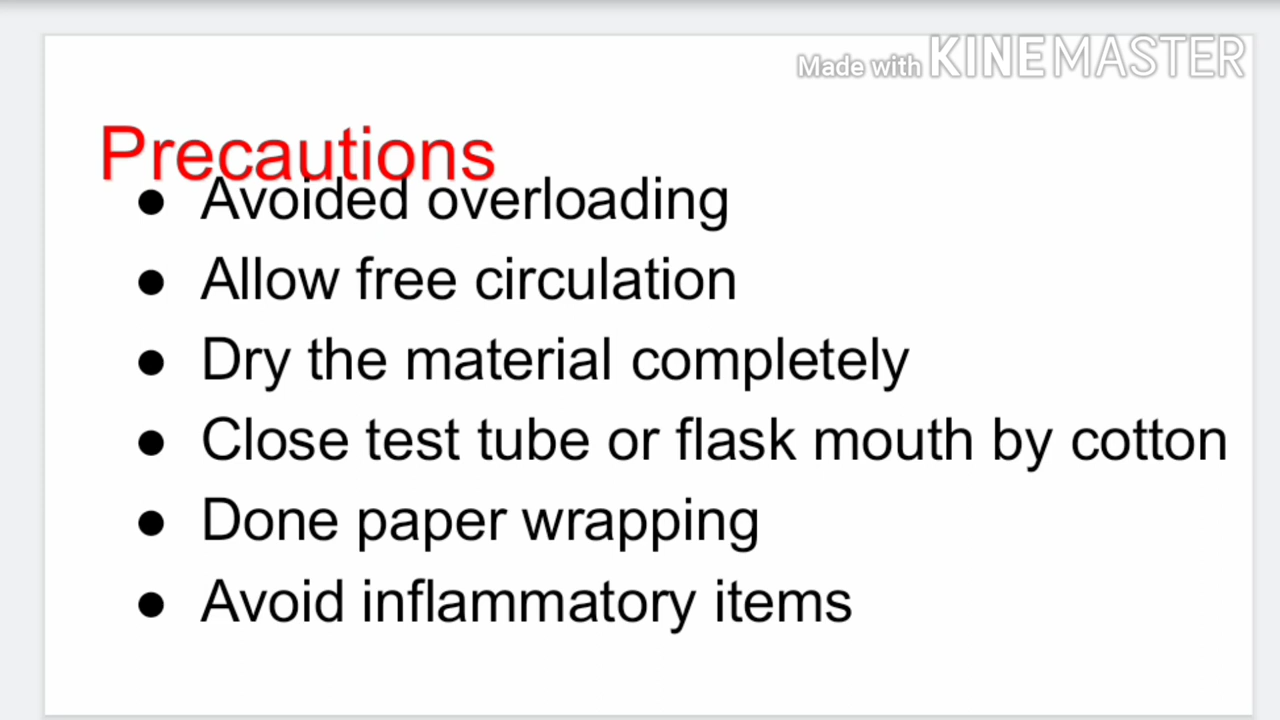 Made with KINEMASTER
Precautions
● Avoided overloading
● Allow free circulation
● Dry the material completely
● Close test tube or flask mouth by cotton
● Done paper wrapping
● Avoid inflammatory items